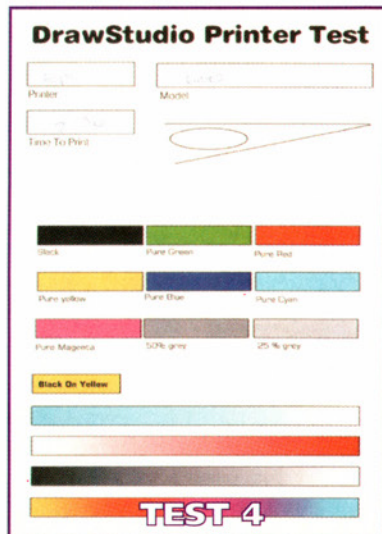 DrawStudio Printer Test
Printer
Model
Time To Print
Black
Pure Green
Pure Red
Pure yellow
Pure Blue
Pure Cyan
Pure Magenta
50% grey
25 % grey
Black On Yellow
TEST 4